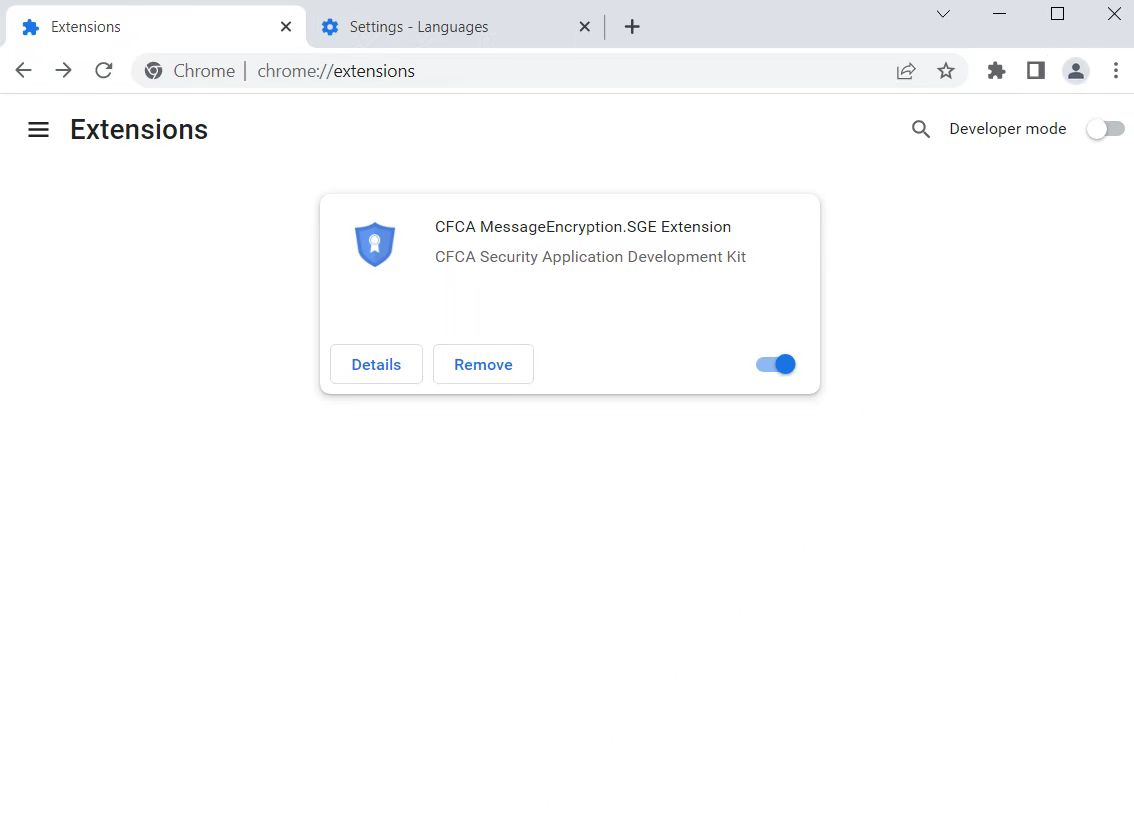 Extensions
Settings - Languages
Chrome | chrome://extensions
Extensions
Developer mode
CFCA MessageEncryption.SGE Extension
CFCA Security Application Development Kit
Details
Remove